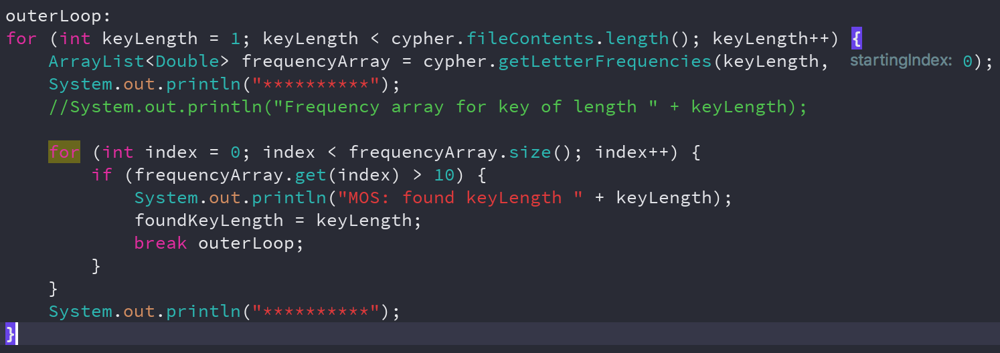 outerLoop:
for (int keyLength = 1; keyLength < cypher.fileContents.length(); keyLength++) {
    ArrayList<Double> frequencyArray = cypher.getLetterFrequencies(keyLength,  startingIndex: 0);
    System.out.println("**********");
    //System.out.println("Frequency array for key of length " + keyLength);

    for (int index = 0; index < frequencyArray.size(); index++) {
        if (frequencyArray.get(index) > 10) {
            System.out.println("MOS: found keyLength " + keyLength);
            foundKeyLength = keyLength;
            break outerLoop;
        }
    }
    System.out.println("**********");
}